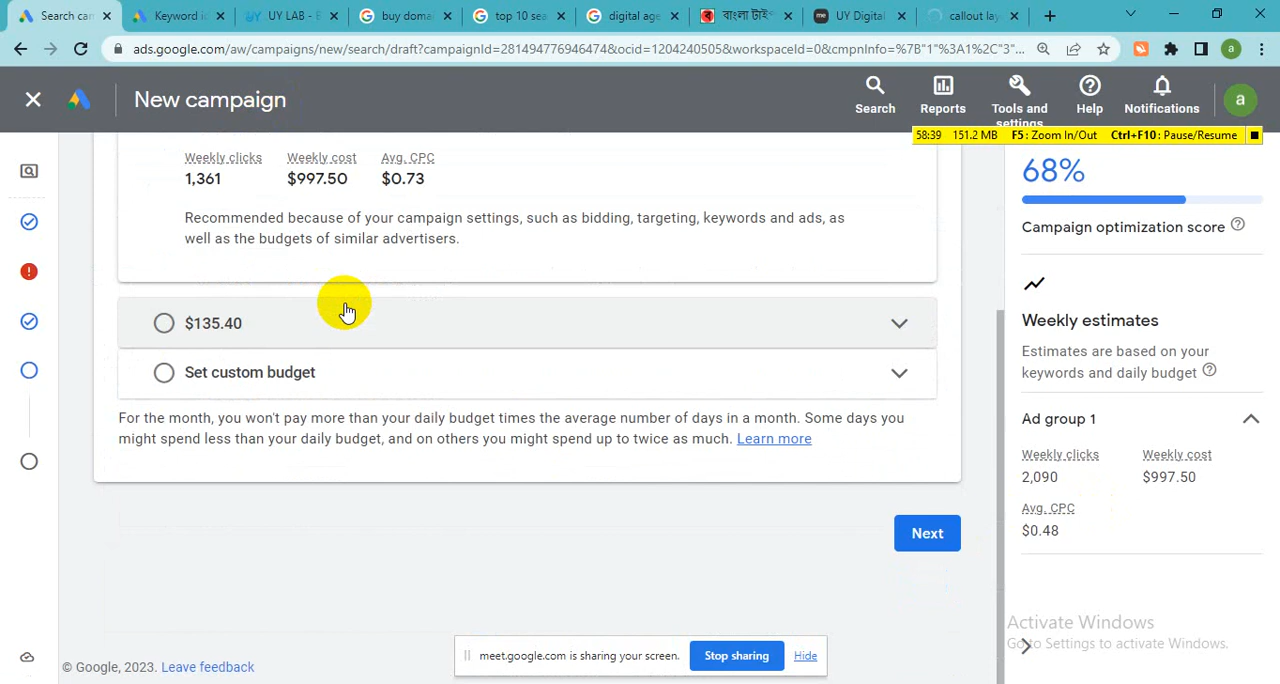 Search car
Keyword id
UY LAB - B
buy doma
top 10 sea
digital age
বাংলা টাইপ
me
UY Digital
callout lay
ads.google.com/aw/campaigns/new/search/draft?campaignId=281494776946474&ocid=1204240505&workspaceId=0&cmpnInfo=%7B"1"%3A1%2C"3"...
a
New campaign
Search
Reports
Tools and settings
Help
Notifications
a
58:39 151.2 MB F5: Zoom In/Out Ctrl+F10: Pause/Resume
Weekly clicks Weekly cost Avg. CPC
1,361 $997.50 $0.73
Recommended because of your campaign settings, such as bidding, targeting, keywords and ads, as
well as the budgets of similar advertisers.
$135.40
Set custom budget
For the month, you won't pay more than your daily budget times the average number of days in a month. Some days you
might spend less than your daily budget, and on others you might spend up to twice as much. Learn more
Next
68%
Campaign optimization score
Weekly estimates
Estimates are based on your
keywords and daily budget
Ad group 1
Weekly clicks Weekly cost
2,090 $997.50
Avg. CPC
$0.48
Activate Windows
Go to Settings to activate Windows.
meet.google.com is sharing your screen. Stop sharing Hide
© Google, 2023. Leave feedback